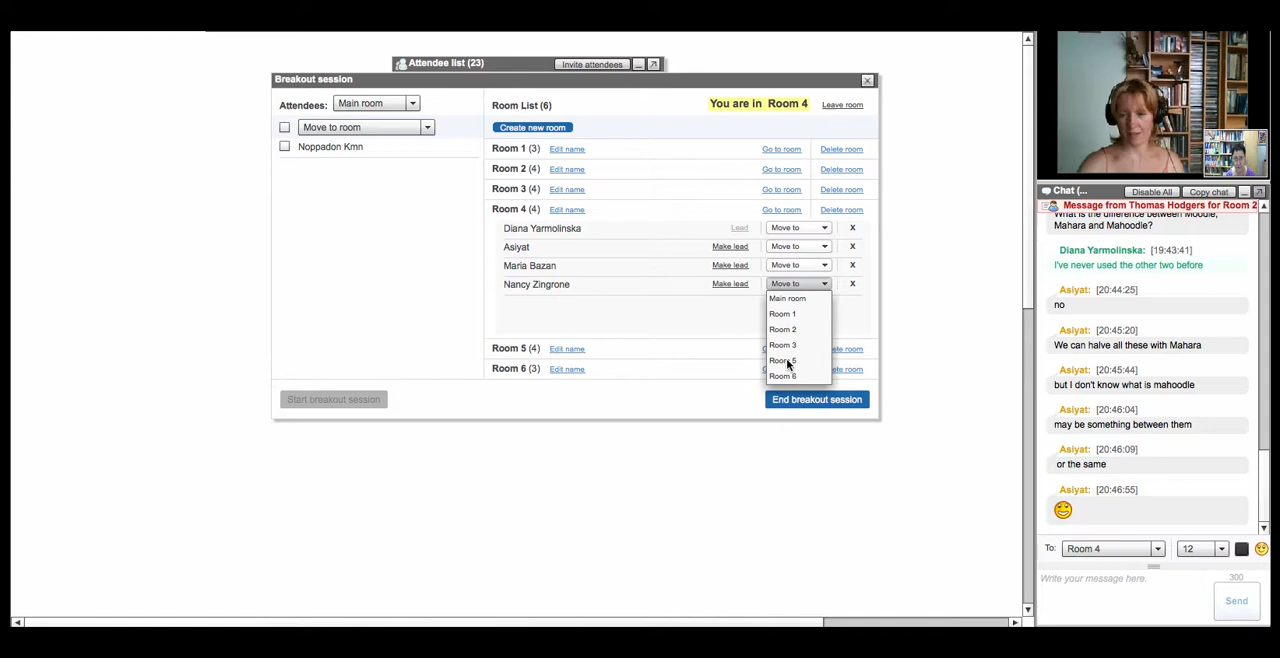 Attendee list (23)
Invite attendees
Breakout session
Attendees:
Main room
Move to room
Noppadon Kmn
Room List (6)
You are in Room 4
Leave room
Create new room
Room 1 (3) Edit name Go to room Delete room
Room 2 (4) Edit name Go to room Delete room
Room 3 (4) Edit name Go to room Delete room
Room 4 (4) Edit name Go to room Delete room
Diana Yarmolinska Lead Move to X
Asiyat Make lead Move to X
Maria Bazan Make lead Move to X
Nancy Zingrone Make lead Move to X
Main room
Room 1
Room 2
Room 3
Room 5
Room 6
Room 5 (4) Edit name room
Room 6 (3) Edit name room
Start breakout session
End breakout session
Chat (...
Disable All
Copy chat
Message from Thomas Hodgers for Room 2
What is the difference between Moodle,
Mahara and Mahoodle?
Diana Yarmolinska: [19:43:41]
I've never used the other two before
Asiyat: [20:44:25]
no
Asiyat: [20:45:20]
We can halve all these with Mahara
Asiyat: [20:45:44]
but I don't know what is mahoodle
Asiyat: [20:46:04]
may be something between them
Asiyat: [20:46:09]
or the same
Asiyat: [20:46:55]
To: Room 4 12
Write your message here.
300
Send